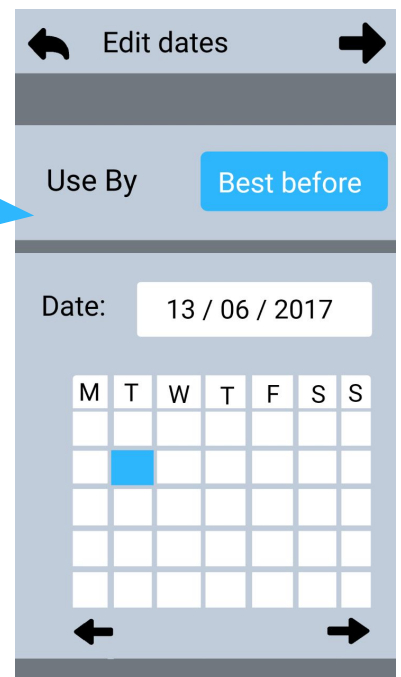 Edit dates
Use By Best before
Date: 13 / 06 / 2017
M T W T F S S